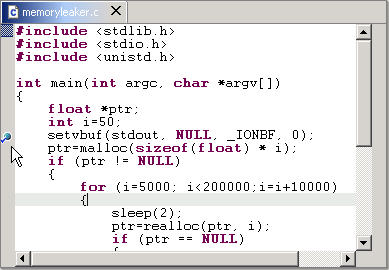 memoryleaker.c
#include <stdlib.h>
#include <stdio.h>
#include <unistd.h>
int main(int argc, char *argv[])
{
float *ptr;
int i=50;
setvbuf(stdout, NULL, _IONBF, 0);
ptr=malloc(sizeof(float) * i);
if (ptr != NULL)
{
for (i=5000; i<200000;i=i+10000)
{
sleep(2);
ptr=realloc(ptr, i);
if (ptr == NULL)
{